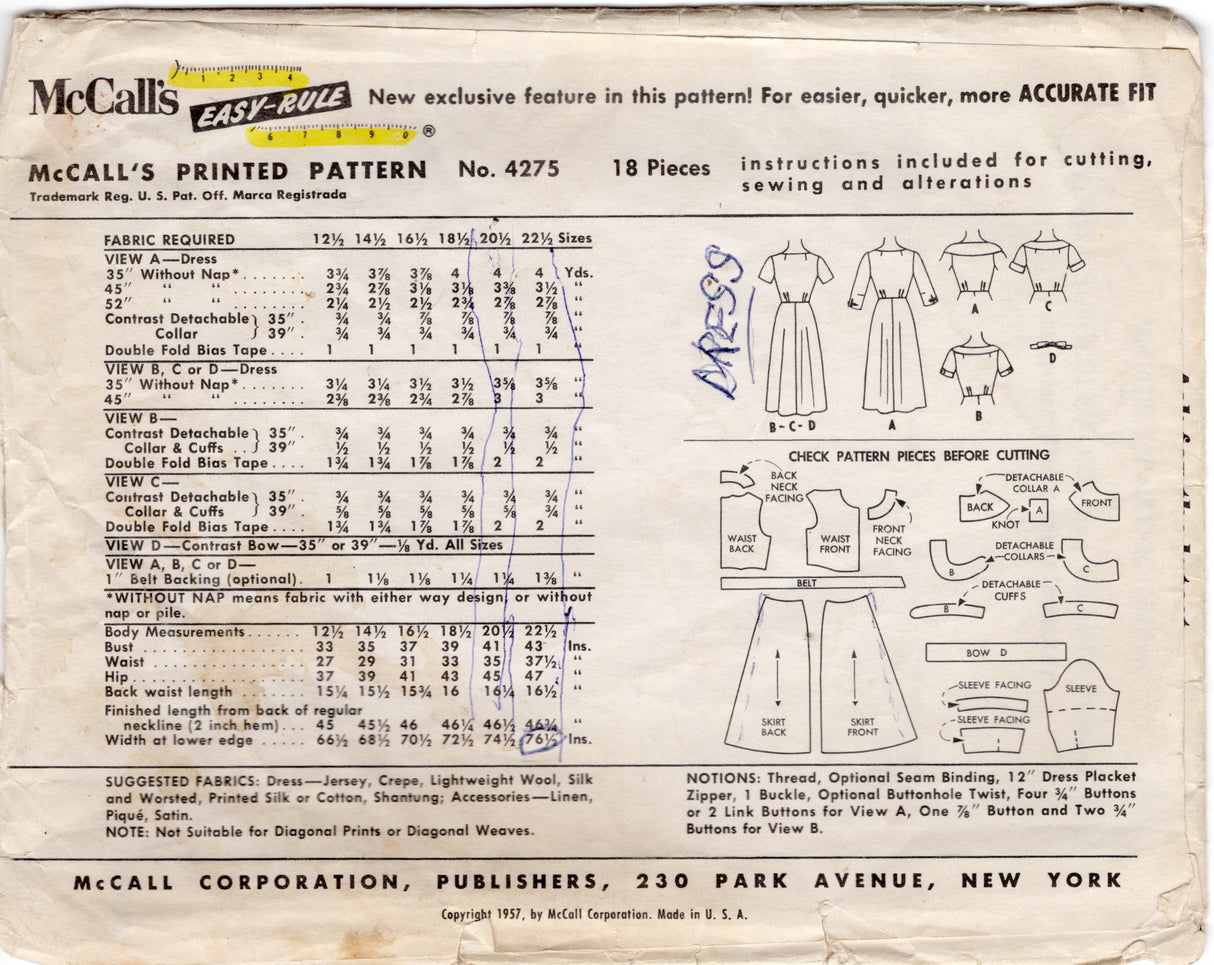 1 2 3 4
McCall's EASY-RULE New exclusive feature in this pattern! For easier, quicker, more ACCURATE FIT
6 7 8 9 0 ®
McCALL'S PRINTED PATTERN No. 4275 18 Pieces instructions included for cutting,
sewing and alterations
Trademark Reg. U. S. Pat. Off. Marca Registrada
FABRIC REQUIRED 12½ 14½ 16½ 18½ 20½ 22½ Sizes
VIEW A—Dress
35″ Without Nap* . . . . . . . 3¾ 3⅞ 3⅞ 4 4 4 Yds.
45″ “ “ . . . . . . . . 2¾ 2⅞ 3⅛ 3⅛ 3⅜ 3½ “
52″ “ “ . . . . . . . . 2¼ 2½ 2½ 2¾ 2⅞ 2⅞ “
Contrast Detachable } 35″ . ¾ ¾ ⅞ ⅞ ⅞ ⅞ “
Collar } 39″ . ¾ ¾ ¾ ¾ ¾ ¾ “
Double Fold Bias Tape . . . . 1 1 1 1 1 1 “
VIEW B, C or D—Dress
35″ Without Nap* . . . . . . . 3¼ 3¼ 3½ 3½ 3⅝ 3⅝ “
45″ “ “ . . . . . . . . 2⅜ 2⅜ 2¾ 2⅞ 3 3 “
VIEW B—
Contrast Detachable } 35″ . ¾ ¾ ¾ ¾ ¾ ¾ “
Collar & Cuffs . . } 39″ ½ ½ ½ ½ ½ ½ “
Double Fold Bias Tape . . . . 1¾ 1¾ 1⅞ 1⅞ 2 2 “
VIEW C—
Contrast Detachable } 35″ . ¾ ¾ ¾ ¾ ¾ ¾ “
Collar & Cuffs } 39″ . ⅝ ⅝ ⅝ ⅝ ⅝ ¾ “
Double Fold Bias Tape . . . . 1¾ 1¾ 1⅞ 1⅞ 2 2 “
VIEW D—Contrast Bow—35″ or 39″—⅛ Yd. All Sizes
VIEW A, B, C or D—
1″ Belt Backing (optional) . 1 1⅛ 1⅛ 1¼ 1¼ 1⅜ “
*WITHOUT NAP means fabric with either way design, or without
nap or pile.
Body Measurements . . . . . . 12½ 14½ 16½ 18½ 20½ 22½
Bust . . . . . . . . . . . . . . . . . 33 35 37 39 41 43 Ins.
Waist . . . . . . . . . . . . . . . . 27 29 31 33 35 37½ “
Hip . . . . . . . . . . . . . . . . . . 37 39 41 43 45 47 “
Back waist length . . . . . . . . 15¼ 15½ 15¾ 16 16¼ 16½ “
Finished length from back of regular
neckline (2 inch hem) . . . 45 45½ 46 46¼ 46½ 46¾ “
Width at lower edge . . . . . 66½ 68½ 70½ 72½ 74½ 76½ Ins.
DRESS
B-C-D
A
A
C
B
D
CHECK PATTERN PIECES BEFORE CUTTING
BACK
NECK
FACING
WAIST
BACK
WAIST
FRONT
FRONT
NECK
FACING
DETACHABLE
COLLAR A
BACK
KNOT
A
FRONT
DETACHABLE
COLLARS
B
C
DETACHABLE
CUFFS
B
C
BELT
BOW D
SKIRT
BACK
SKIRT
FRONT
SLEEVE FACING
SLEEVE FACING
SLEEVE
SUGGESTED FABRICS: Dress—Jersey, Crepe, Lightweight Wool, Silk
and Worsted, Printed Silk or Cotton, Shantung; Accessories—Linen,
Piqué, Satin.
NOTE: Not Suitable for Diagonal Prints or Diagonal Weaves.
NOTIONS: Thread, Optional Seam Binding, 12″ Dress Placket
Zipper, 1 Buckle, Optional Buttonhole Twist, Four ¾″ Buttons
or 2 Link Buttons for View A, One ⅞″ Button and Two ¾″
Buttons for View B.
McCALL CORPORATION, PUBLISHERS, 230 PARK AVENUE, NEW YORK
Copyright 1957, by McCall Corporation. Made in U. S. A.